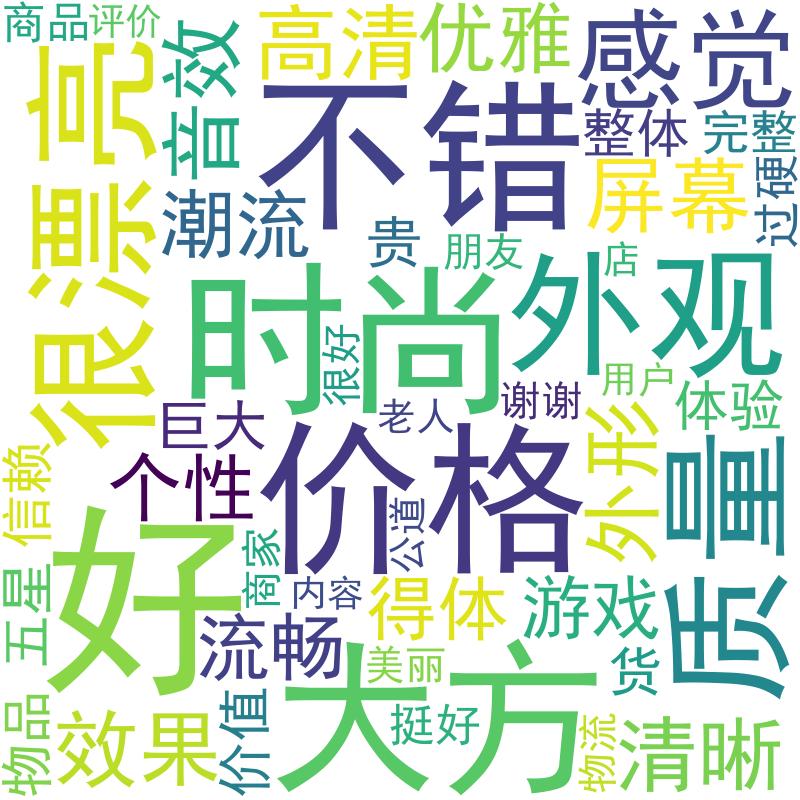 商品
评价
音效
高清
优雅
感觉
很漂亮
不错
整体
完整
屏幕
过硬
潮流
贵
朋友
店
外观
时尚
很好
用户
体验
谢谢
老人
巨大
价格
外形
质量
个性
信赖
公道
商家
好
内容
得体
游戏
五星
流畅
美丽
货
大方
挺好
价值
物品
效果
物流
清晰